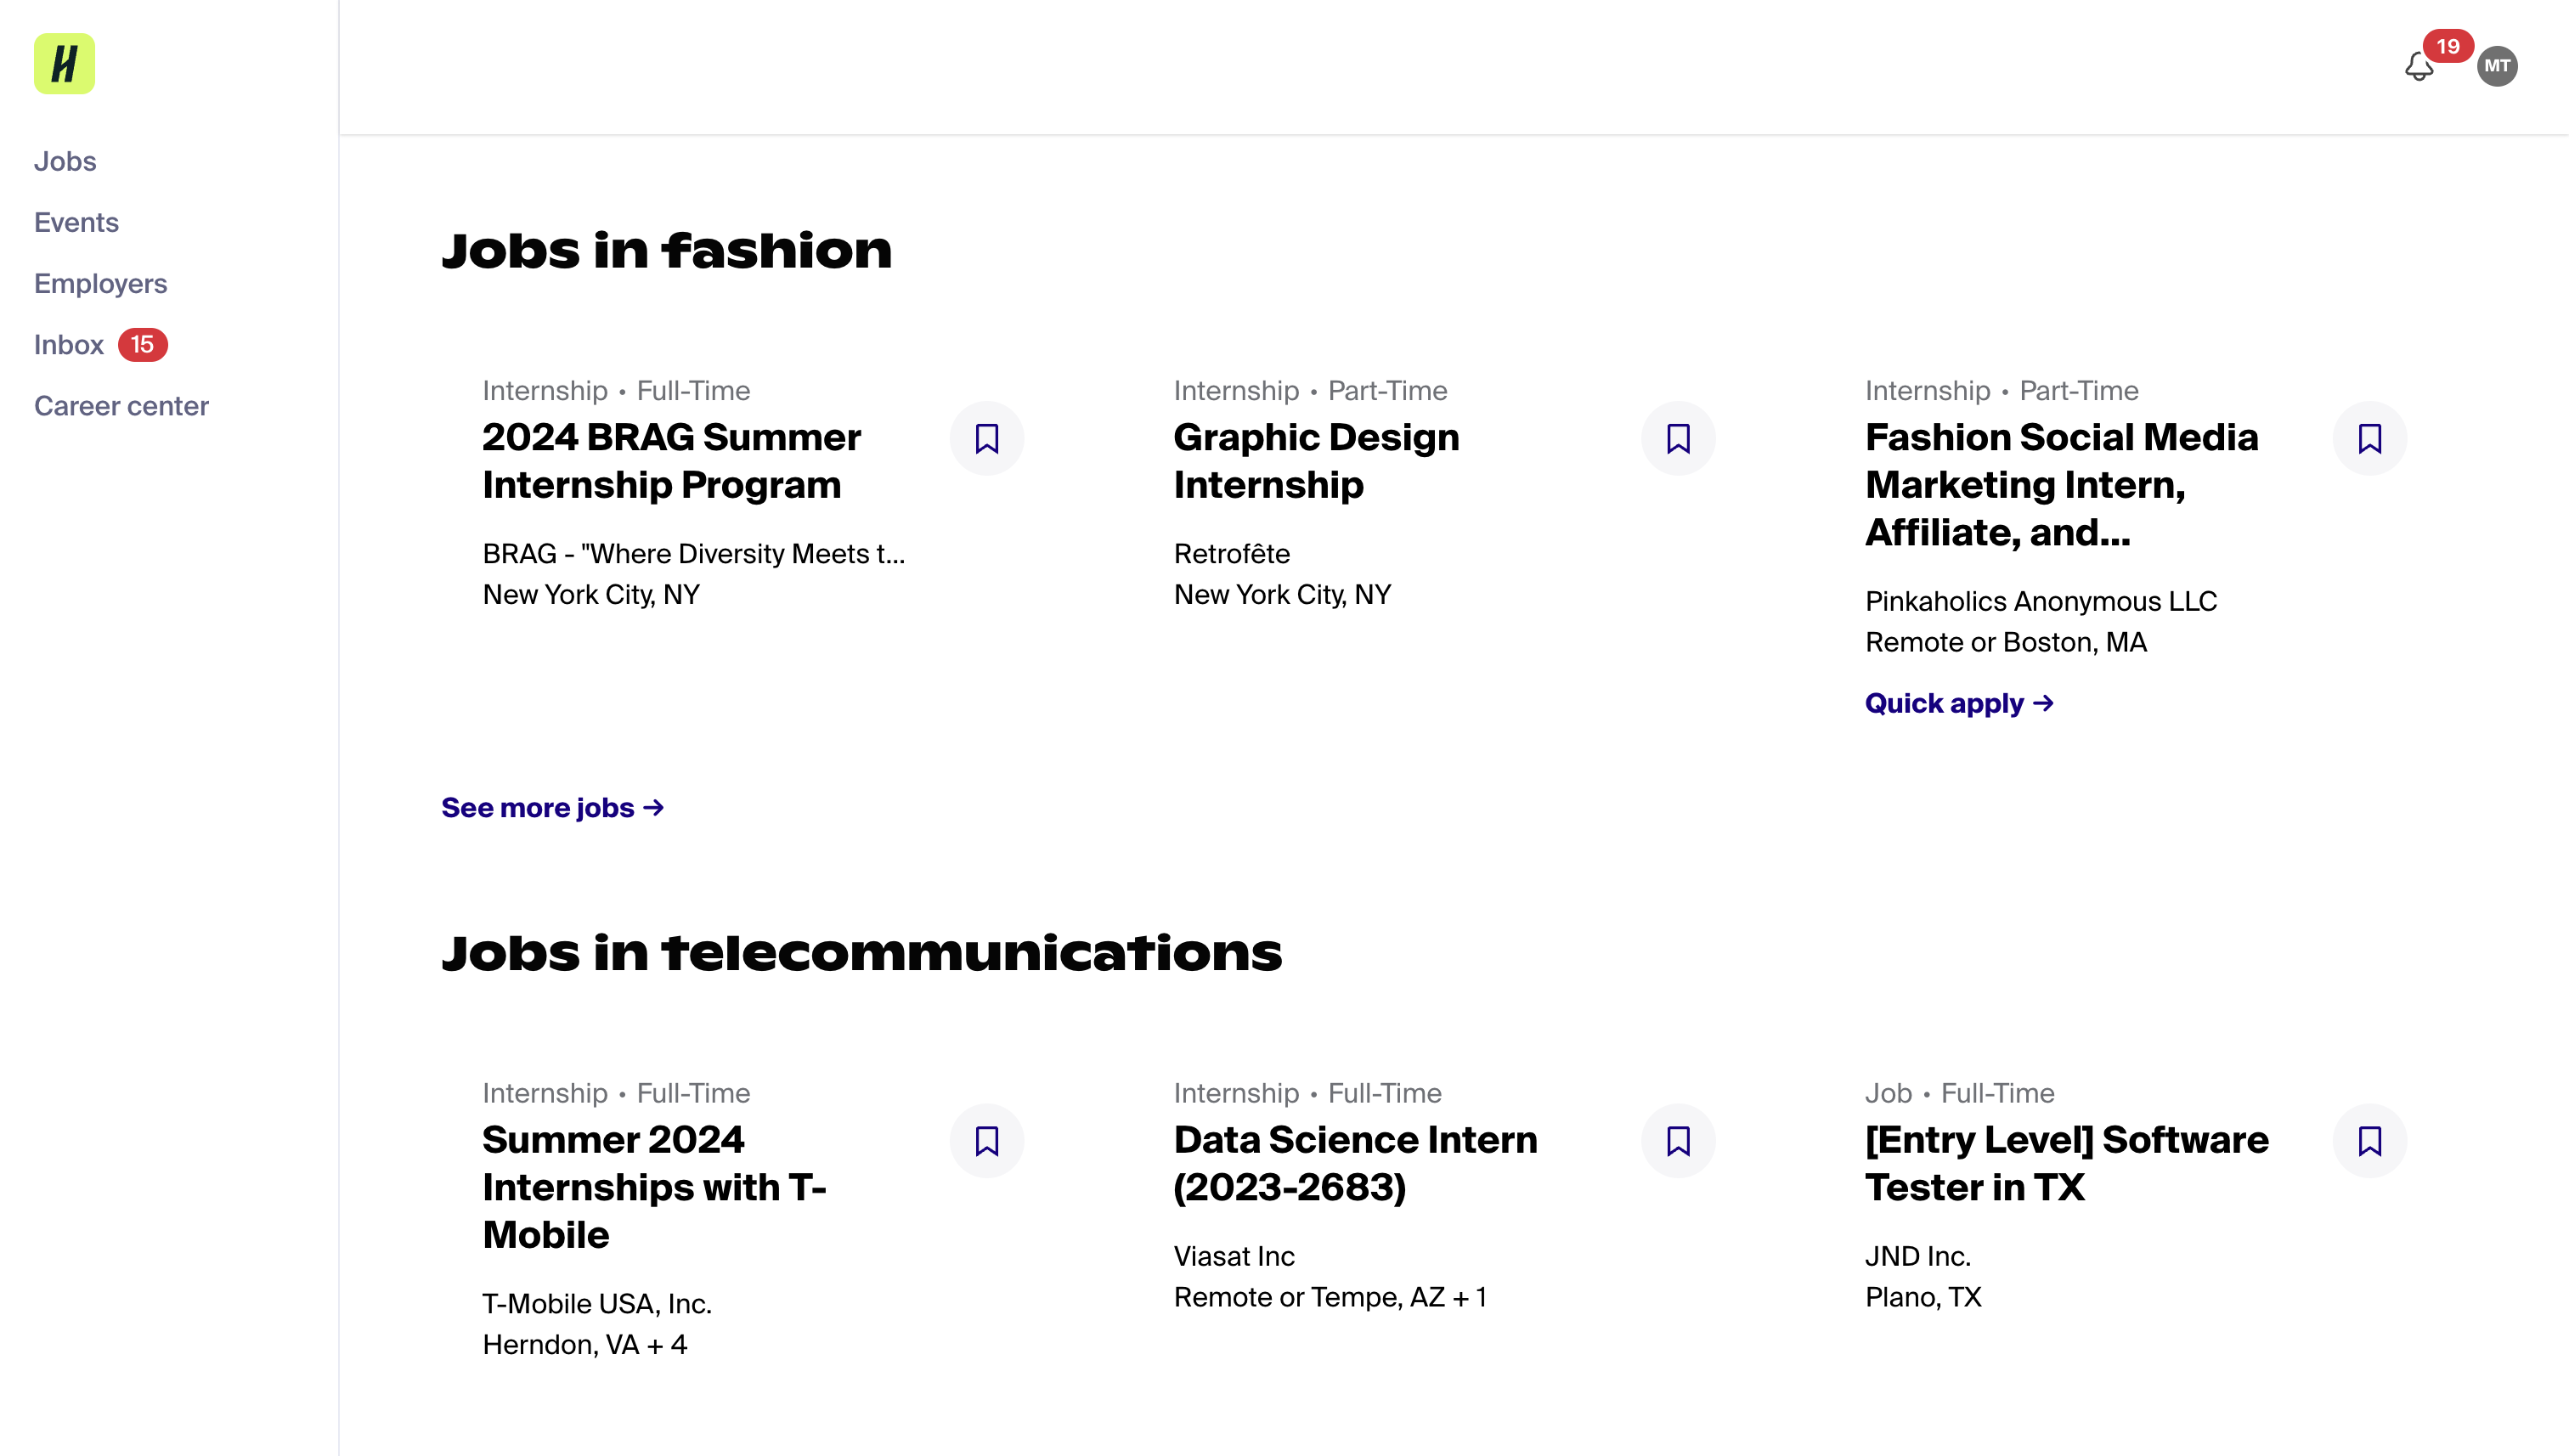 H
19
MT
Jobs
Events
Employers
Inbox 15
Career center
Jobs in fashion
Internship • Full-Time
2024 BRAG Summer
Internship Program
BRAG - "Where Diversity Meets t...
New York City, NY
Internship • Part-Time
Graphic Design
Internship
Retrofête
New York City, NY
Internship • Part-Time
Fashion Social Media
Marketing Intern,
Affiliate, and...
Pinkaholics Anonymous LLC
Remote or Boston, MA
Quick apply →
See more jobs →
Jobs in telecommunications
Internship • Full-Time
Summer 2024
Internships with T-
Mobile
T-Mobile USA, Inc.
Herndon, VA + 4
Internship • Full-Time
Data Science Intern
(2023-2683)
Viasat Inc
Remote or Tempe, AZ + 1
Job • Full-Time
[Entry Level] Software
Tester in TX
JND Inc.
Plano, TX